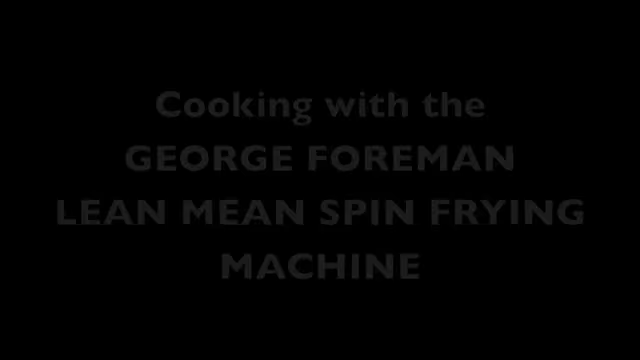 Cooking with the
GEORGE FOREMAN
LEAN MEAN SPIN FRYING
MACHINE